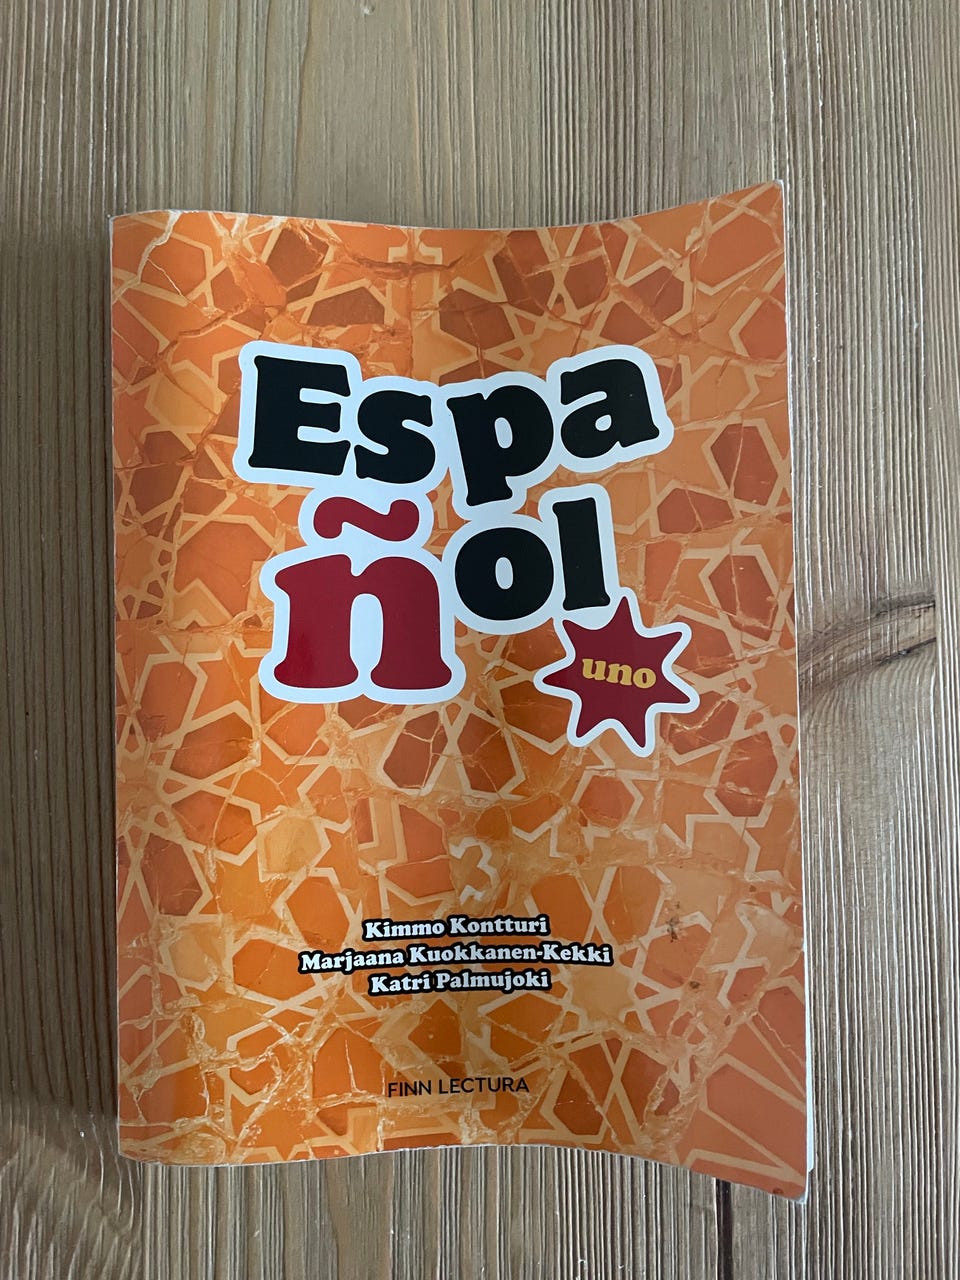 Espa
ñol
uno
Kimmo Kontturi
Marjaana Kuokkanen-Kekki
Katri Palmujoki
FINN LECTURA